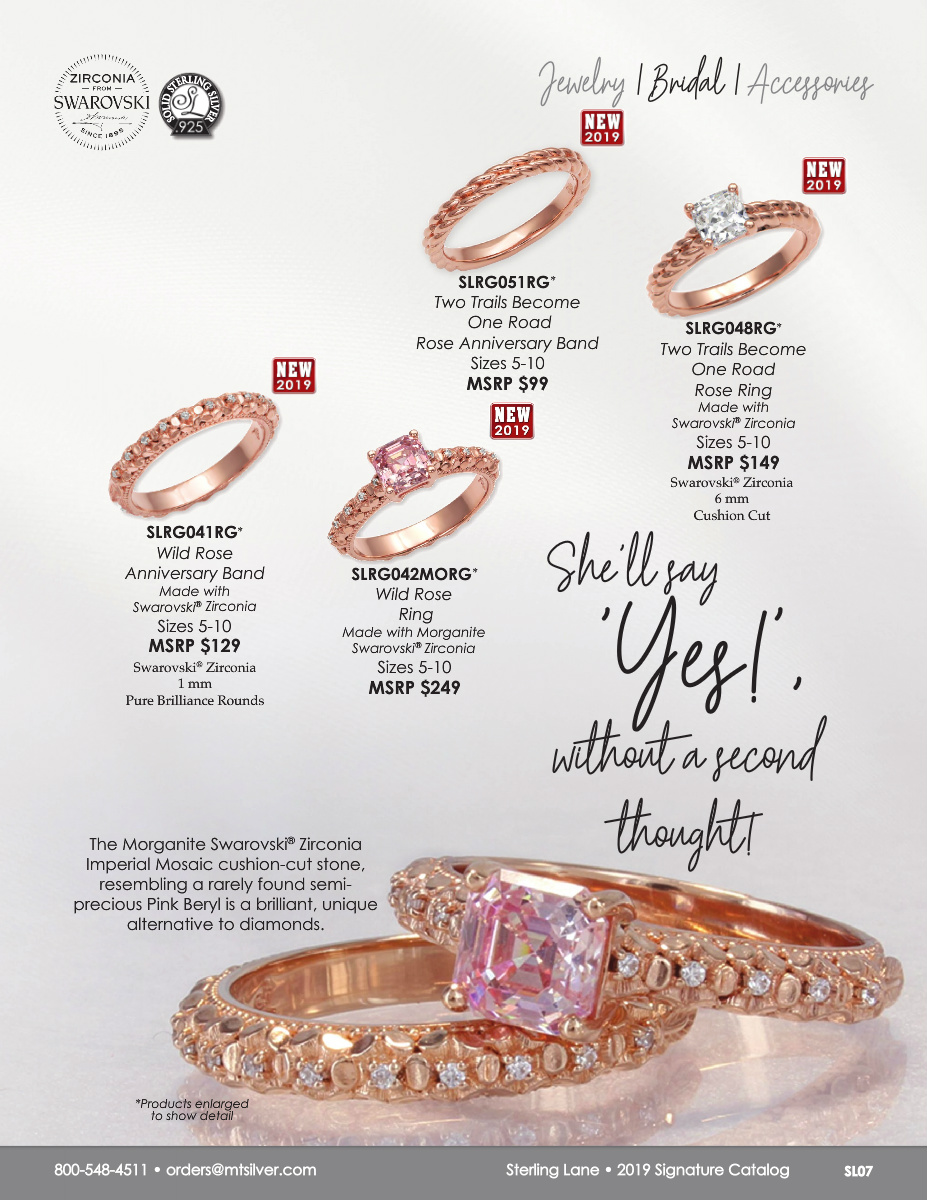 ZIRCONIA
FROM
SWAROVSKI
SINCE 1895
SOLID STERLING SILVER
SL
.925
Jewelry | Bridal | Accessories
NEW
2019
SLRG051RG*
Two Trails Become
One Road
Rose Anniversary Band
Sizes 5-10
MSRP $99
NEW
2019
SLRG048RG*
Two Trails Become
One Road
Rose Ring
Made with
Swarovski® Zirconia
Sizes 5-10
MSRP $149
Swarovski® Zirconia
6 mm
Cushion Cut
NEW
2019
SLRG041RG*
Wild Rose
Anniversary Band
Made with
Swarovski® Zirconia
Sizes 5-10
MSRP $129
Swarovski® Zirconia
1 mm
Pure Brilliance Rounds
NEW
2019
SLRG042MORG*
Wild Rose
Ring
Made with Morganite
Swarovski® Zirconia
Sizes 5-10
MSRP $249
She'll say
'Yes!',
without a second
thought!
The Morganite Swarovski® Zirconia
Imperial Mosaic cushion-cut stone,
resembling a rarely found semi-
precious Pink Beryl is a brilliant, unique
alternative to diamonds.
*Products enlarged
to show detail
800-548-4511 • orders@mtsilver.com
Sterling Lane • 2019 Signature Catalog
SL07